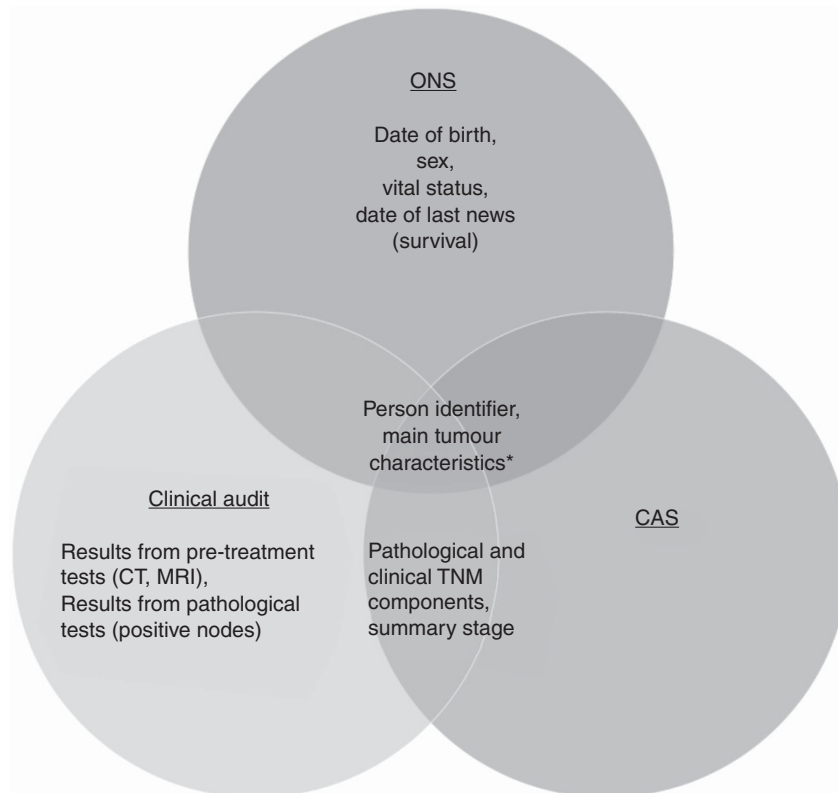 ONS
Date of birth,
sex,
vital status,
date of last news
(survival)
Person identifier,
main tumour
characteristics*
Clinical audit
Results from pre-treatment
tests (CT, MRI),
Results from pathological
tests (positive nodes)
Pathological and
clinical TNM
components,
summary stage
CAS